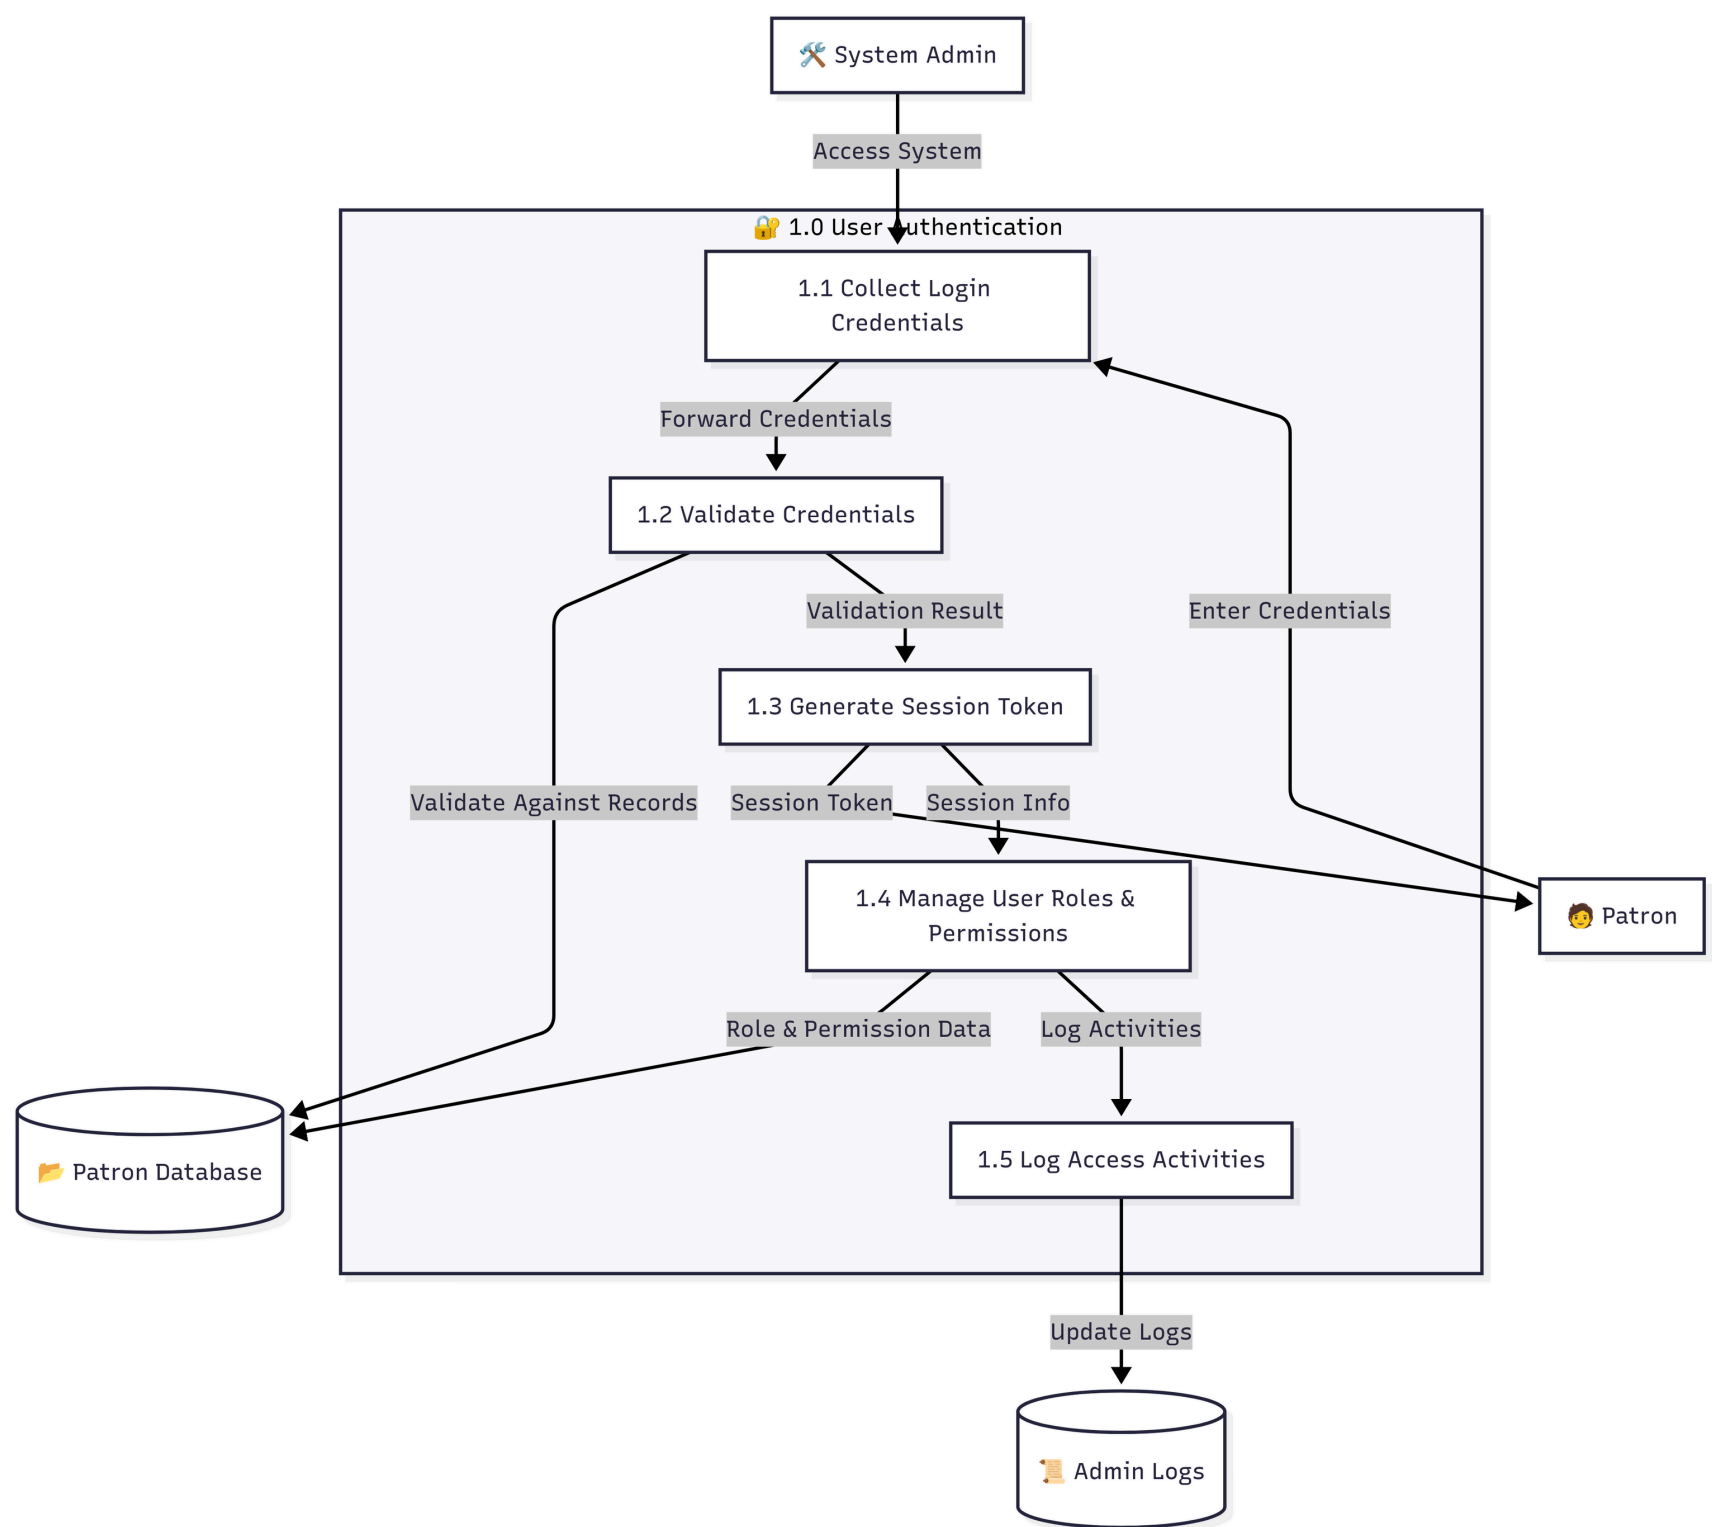 🛠️ System Admin
Access System
🔐 1.0 User Authentication
1.1 Collect Login
Credentials
Forward Credentials
1.2 Validate Credentials
Validation Result
Enter Credentials
1.3 Generate Session Token
Validate Against Records
Session Token
Session Info
1.4 Manage User Roles &
Permissions
🧑 Patron
Role & Permission Data
Log Activities
1.5 Log Access Activities
📂 Patron Database
Update Logs
📜 Admin Logs